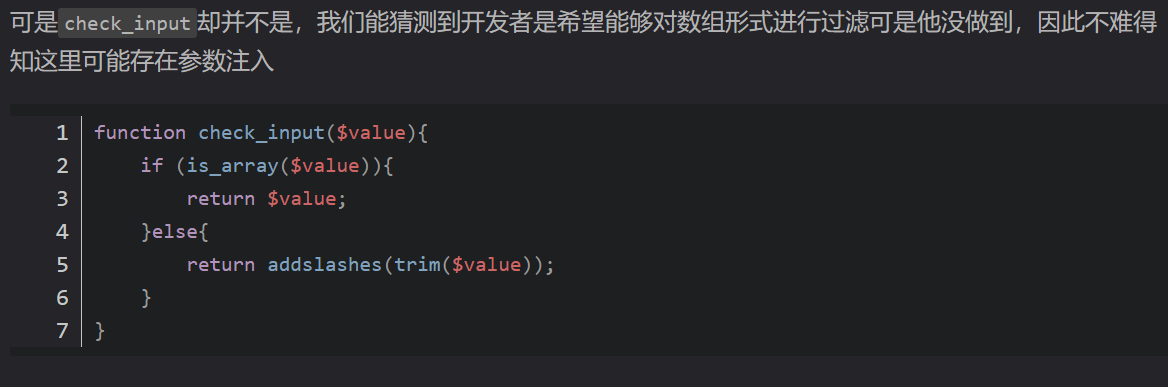 可是check_input却并不是，我们能猜测到开发者是希望能够对数组形式进行过滤可是他没做到，因此不难得
知这里可能存在参数注入
1 function check_input($value){
2     if (is_array($value)){
3         return $value;
4     }else{
5         return addslashes(trim($value));
6     }
7 }